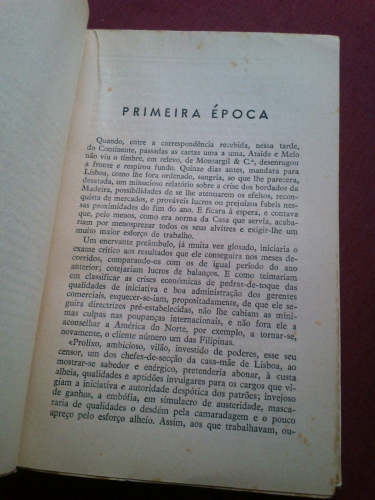 PRIMEIRA ÉPOCA
Quando, entre a correspondência recebida, nessa tarde,
do Continente, passadas as cartas uma a uma, Ataíde e Melo
não viu o timbre, em relevo, de Montargil & C.ª, desenrugou
a fronte e respirou fundo. Quinze dias antes, mandara para
Lisboa, como lhe fora ordenado, sangria, so que lhe parecera,
desatada, um minucioso relatório sobre a crise dos bordados da
Madeira, possibilidades de se lhe atenuarem os efeitos, recon-
quista de mercados, e prováveis lucros ou prejuízos fabris nes-
sas proximidades do fim do ano. E ficara à espera, e contava
que, pelo menos, como era norma da Casa que servia, acaba-
riam por menosprezar todos os seus alvitres e exigir-lhe um
muito maior esforço de trabalho.
Um enervante preâmbulo, já muita vez glosado, iniciaria o
exame crítico aos resultados que ele conseguira nos meses de-
corridos, comparando-os com os de igual período do ano
anterior; cotejariam lucros de balanços. E como teimariam
em classificar as crises económicas de pedras-de-toque das
qualidades de iniciativa e boa administração dos gerentes
comerciais, esquecer-se-iam, propositadamente, de que ele se-
guira directrizes pré-estabelecidas, não lhe cabiam as míni-
mas culpas nas poupanças internacionais, e não fora ele a
aconselhar a América do Norte, por exemplo, a tornar-se,
novamente, o cliente número um das Filipinas.
«Prolixo, ambicioso, vilão, investido de poderes, esse seu
censor, um dos chefes-de-secção da casa-mãe de Lisboa, ao
mostrar-se sabedor e enérgico, pretenderia abonar, à custa
alheia, qualidades e aptidões invulgares para os cargos que vi-
giam a iniciativa e autoridade despótica dos patrões; invejoso
de ganhos, a embófia, em simulacro de austeridade, masca-
raria de qualidades o desdém pela camaradagem e o pouco
apreço pelo esforço alheio. Assim, aos que trabalhavam, ou-